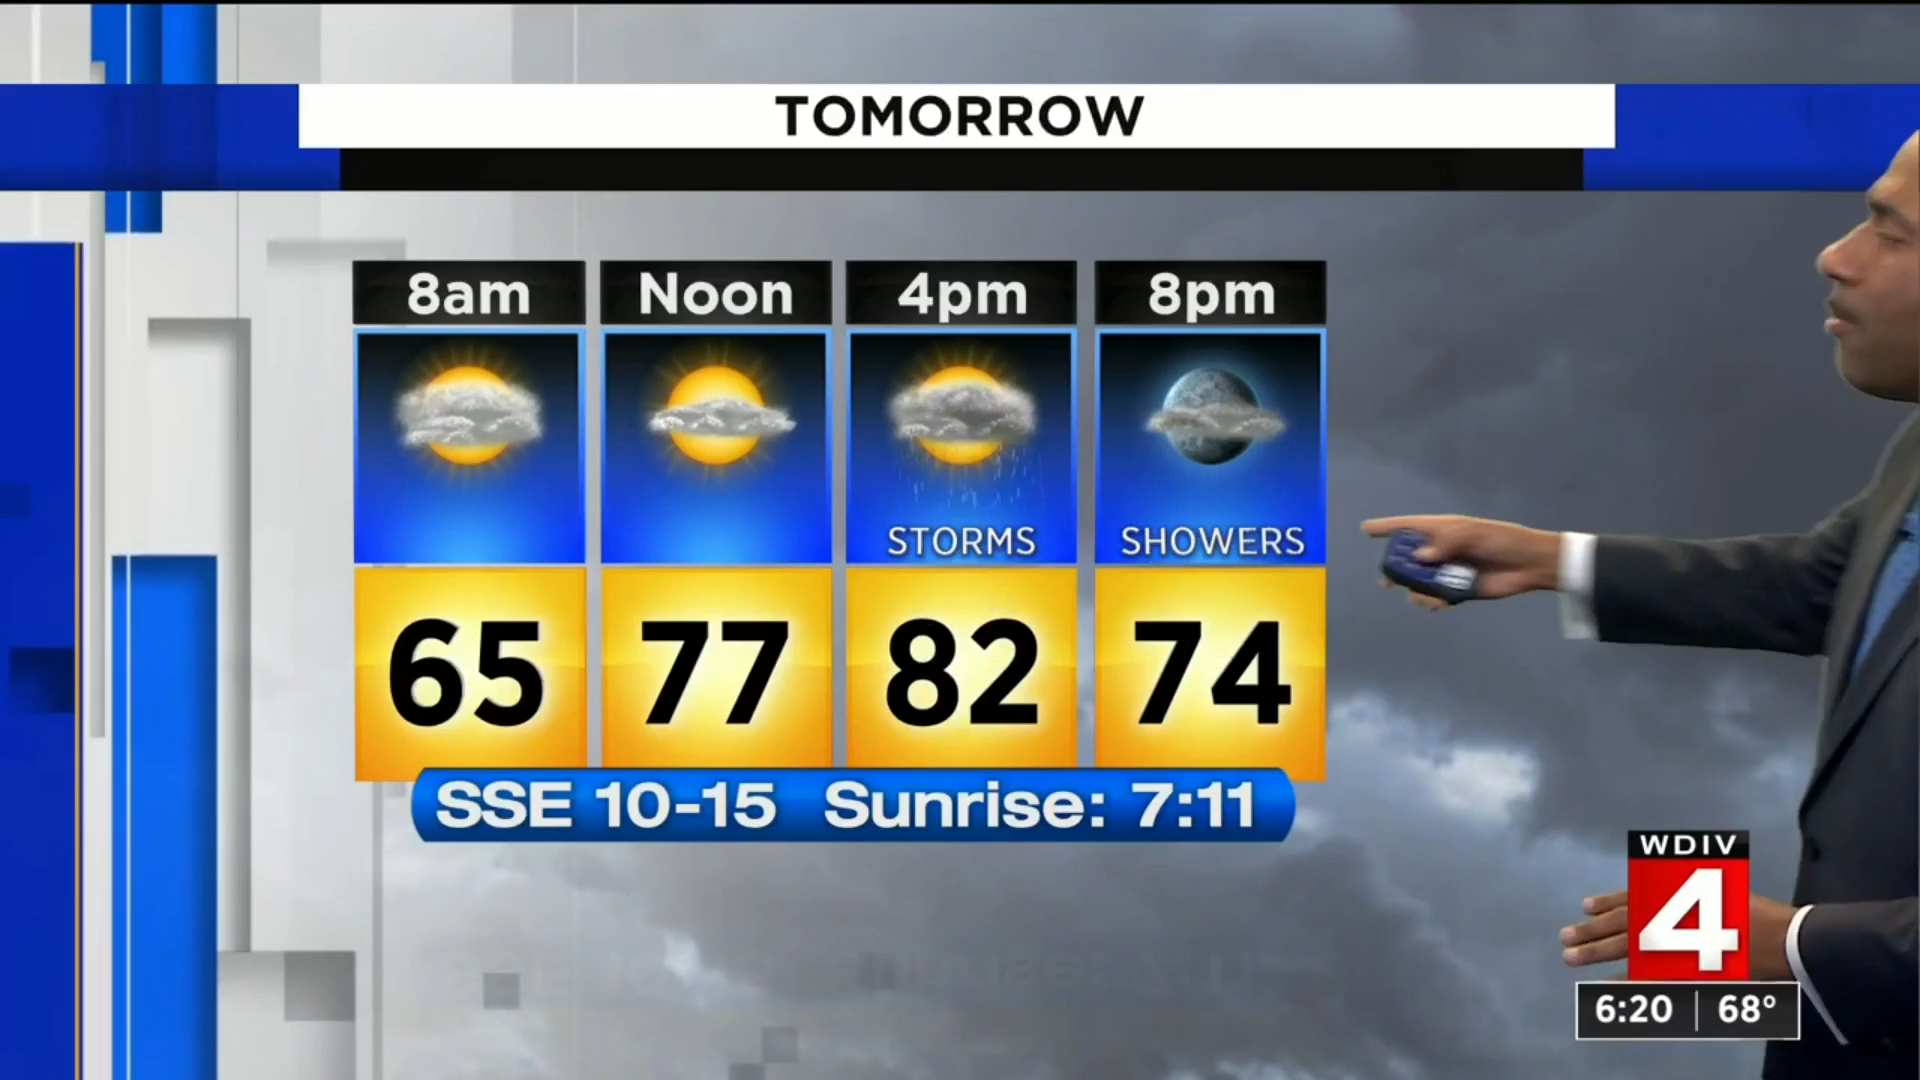 TOMORROW
8am Noon 4pm 8pm
STORMS SHOWERS
65 77 82 74
SSE 10-15 Sunrise: 7:11
WDIV
4
6:20 68°